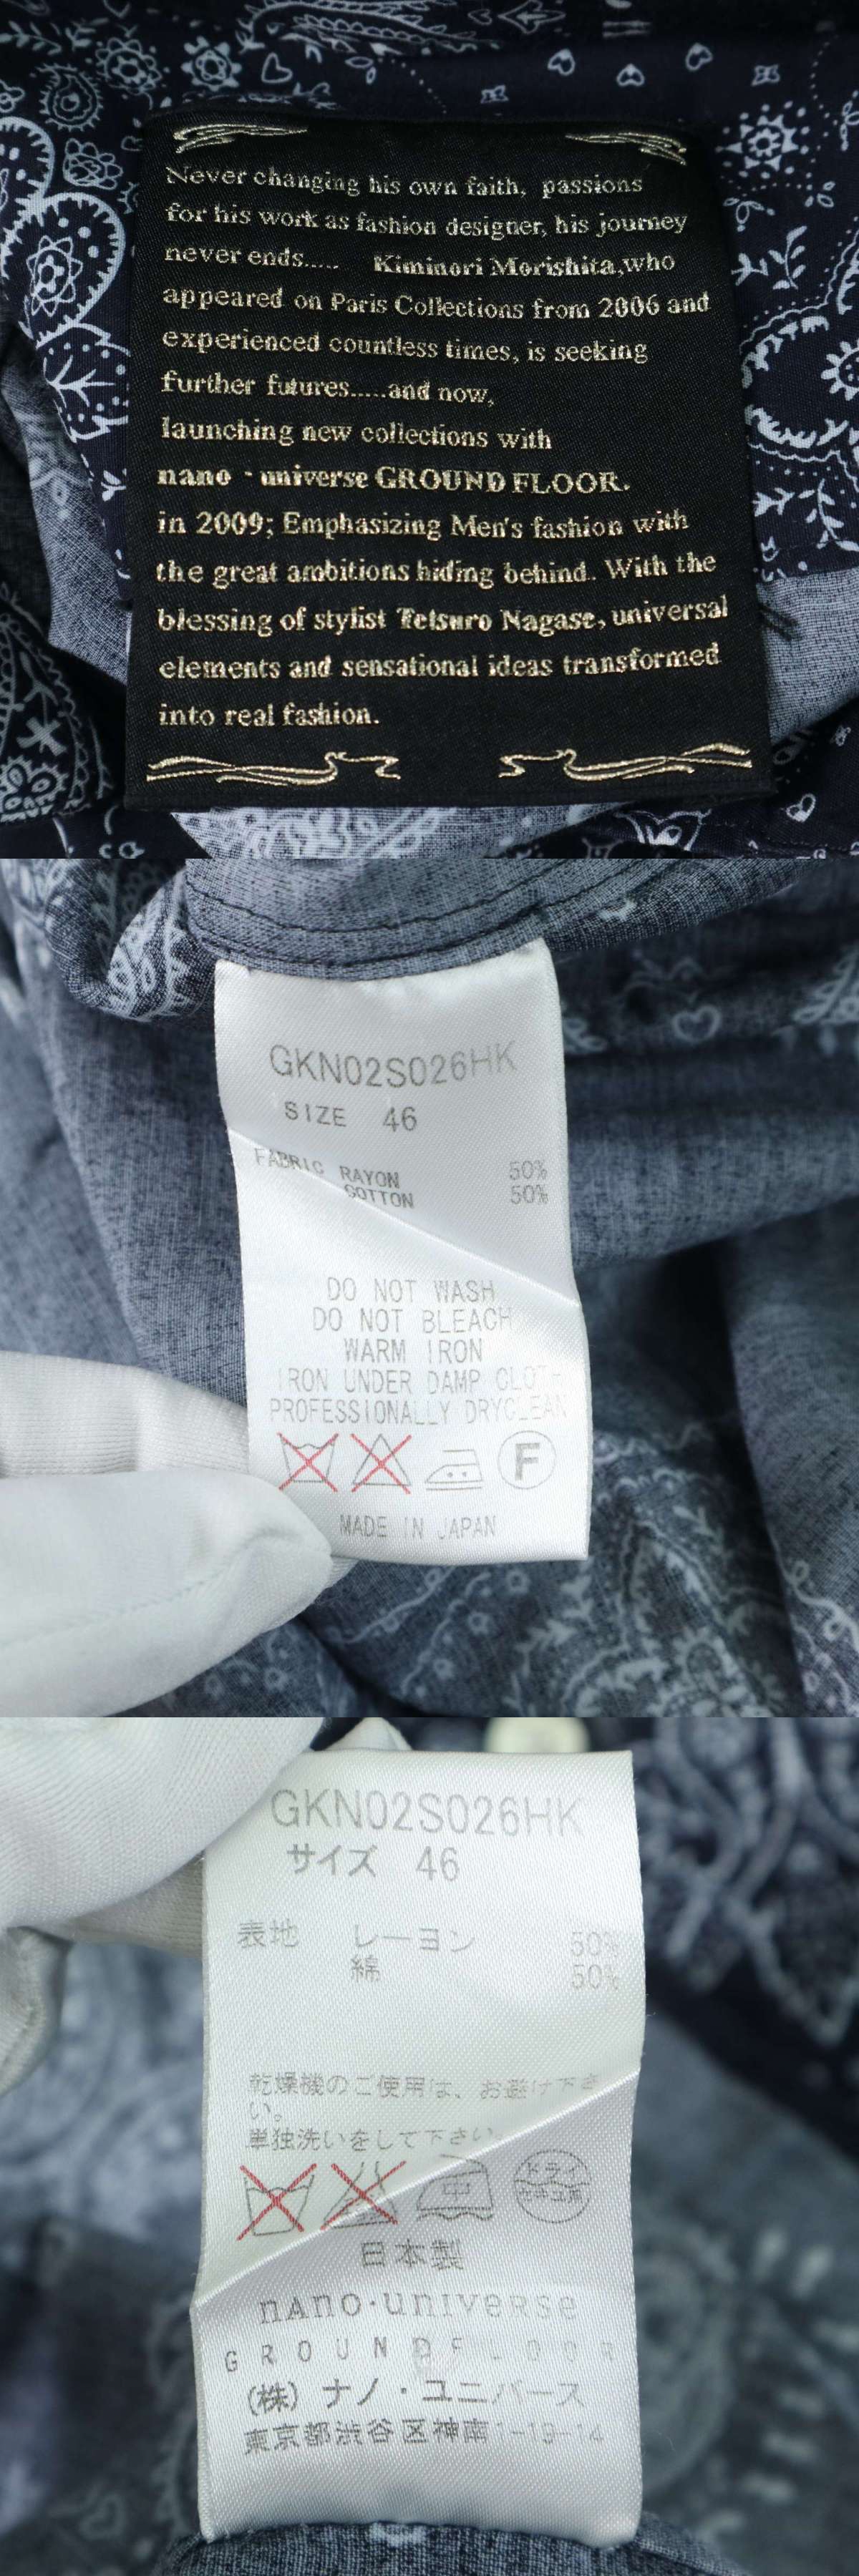 Never changing his own faith, passions
for his work as fashion designer, his journey
never ends..... Kiminori Morishita,who
appeared on Paris Collections from 2006 and
experienced countless times, is seeking
further futures.....and now,
launching new collections with
nano・universe GROUND FLOOR.
in 2009; Emphasizing Men's fashion with
the great ambitions hiding behind. With the
blessing of stylist Tetsuro Nagase, universal
elements and sensational ideas transformed
into real fashion.
GKN02S026HK
SIZE 46
FABRIC RAYON 50%
COTTON 50%
DO NOT WASH
DO NOT BLEACH
WARM IRON
IRON UNDER DAMP CLOTH
PROFESSIONALLY DRYCLEAN
F
MADE IN JAPAN
GKN02S026HK
サイズ 46
表地 レーヨン 50%
綿 50%
乾燥機のご使用は、お避け下さ
い。
単独洗いをして下さい。
中 ドライ
セキユ系
日本製
nano・universe
GROUND FLOOR
(株) ナノ・ユニバース
東京都渋谷区神南1-19-14